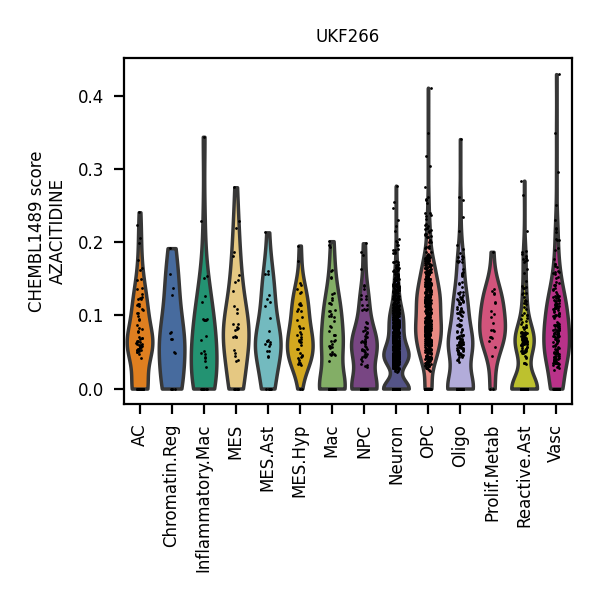 UKF266
CHEMBL1489 score
AZACITIDINE
0.4
0.3
0.2
0.1
0.0
AC
Chromatin.Reg
Inflammatory.Mac
MES
MES.Ast
MES.Hyp
Mac
NPC
Neuron
OPC
Oligo
Prolif.Metab
Reactive.Ast
Vasc